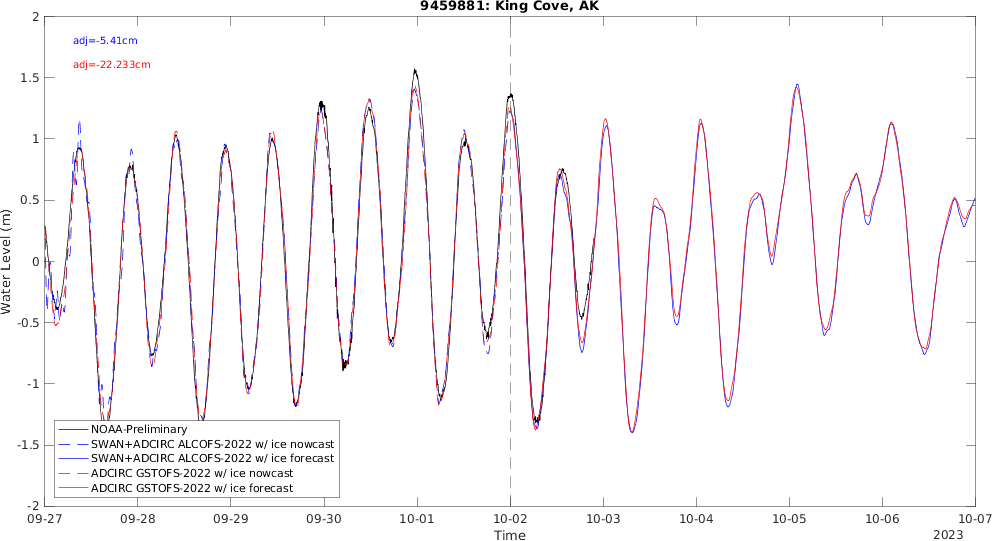 9459881: King Cove, AK
adj=-5.41cm
adj=-22.233cm
2
1.5
1
0.5
0
-0.5
-1
-1.5
-2
Water Level (m)
NOAA-Preliminary
SWAN+ADCIRC ALCOFS-2022 w/ ice nowcast
SWAN+ADCIRC ALCOFS-2022 w/ ice forecast
ADCIRC GSTOFS-2022 w/ ice nowcast
ADCIRC GSTOFS-2022 w/ ice forecast
09-27 09-28 09-29 09-30 10-01 10-02 10-03 10-04 10-05 10-06 10-07
Time
2023